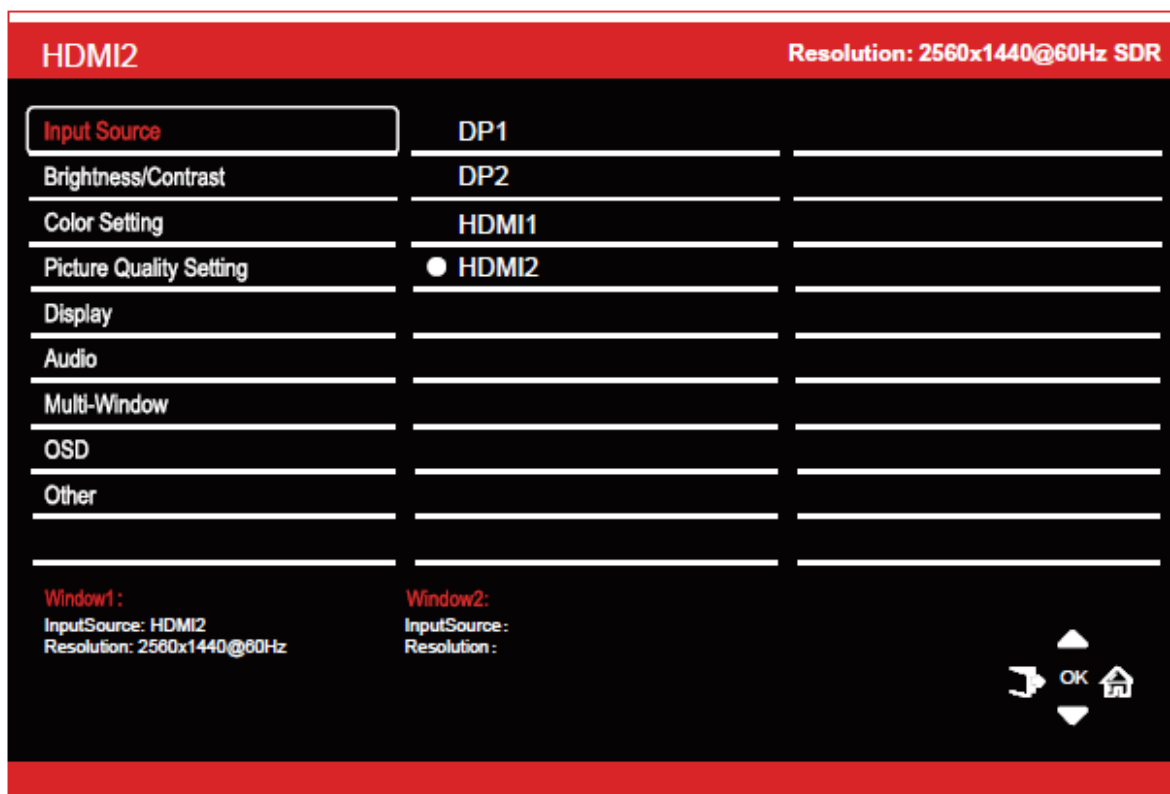 HDMI2
Resolution: 2560x1440@60Hz SDR
Input Source
DP1
Brightness/Contrast
DP2
Color Setting
HDMI1
Picture Quality Setting
HDMI2
Display
Audio
Multi-Window
OSD
Other
Window1:
InputSource: HDMI2
Resolution: 2560x1440@60Hz
Window2:
InputSource:
Resolution:
OK